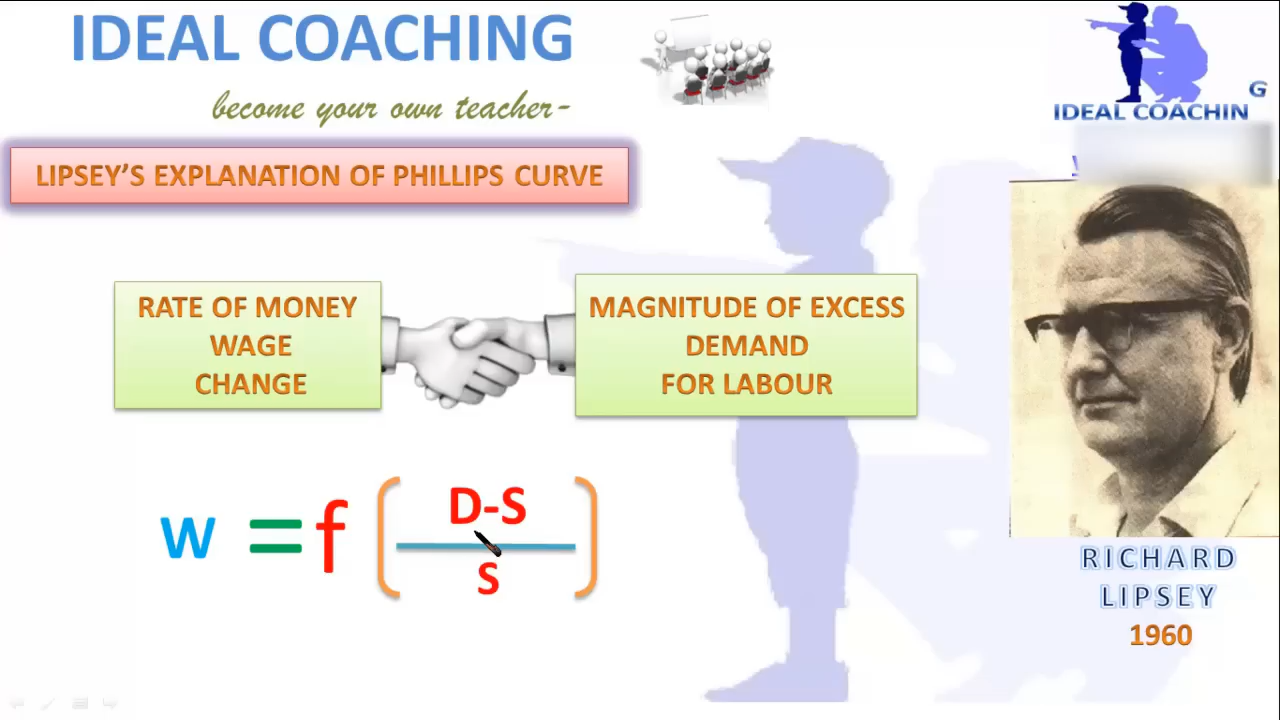 IDEAL COACHING
become your own teacher-
IDEAL COACHIN
G
LIPSEY'S EXPLANATION OF PHILLIPS CURVE
RATE OF MONEY
WAGE
CHANGE
MAGNITUDE OF EXCESS
DEMAND
FOR LABOUR
w = f ( D-S
S )
RICHARD
LIPSEY
1960